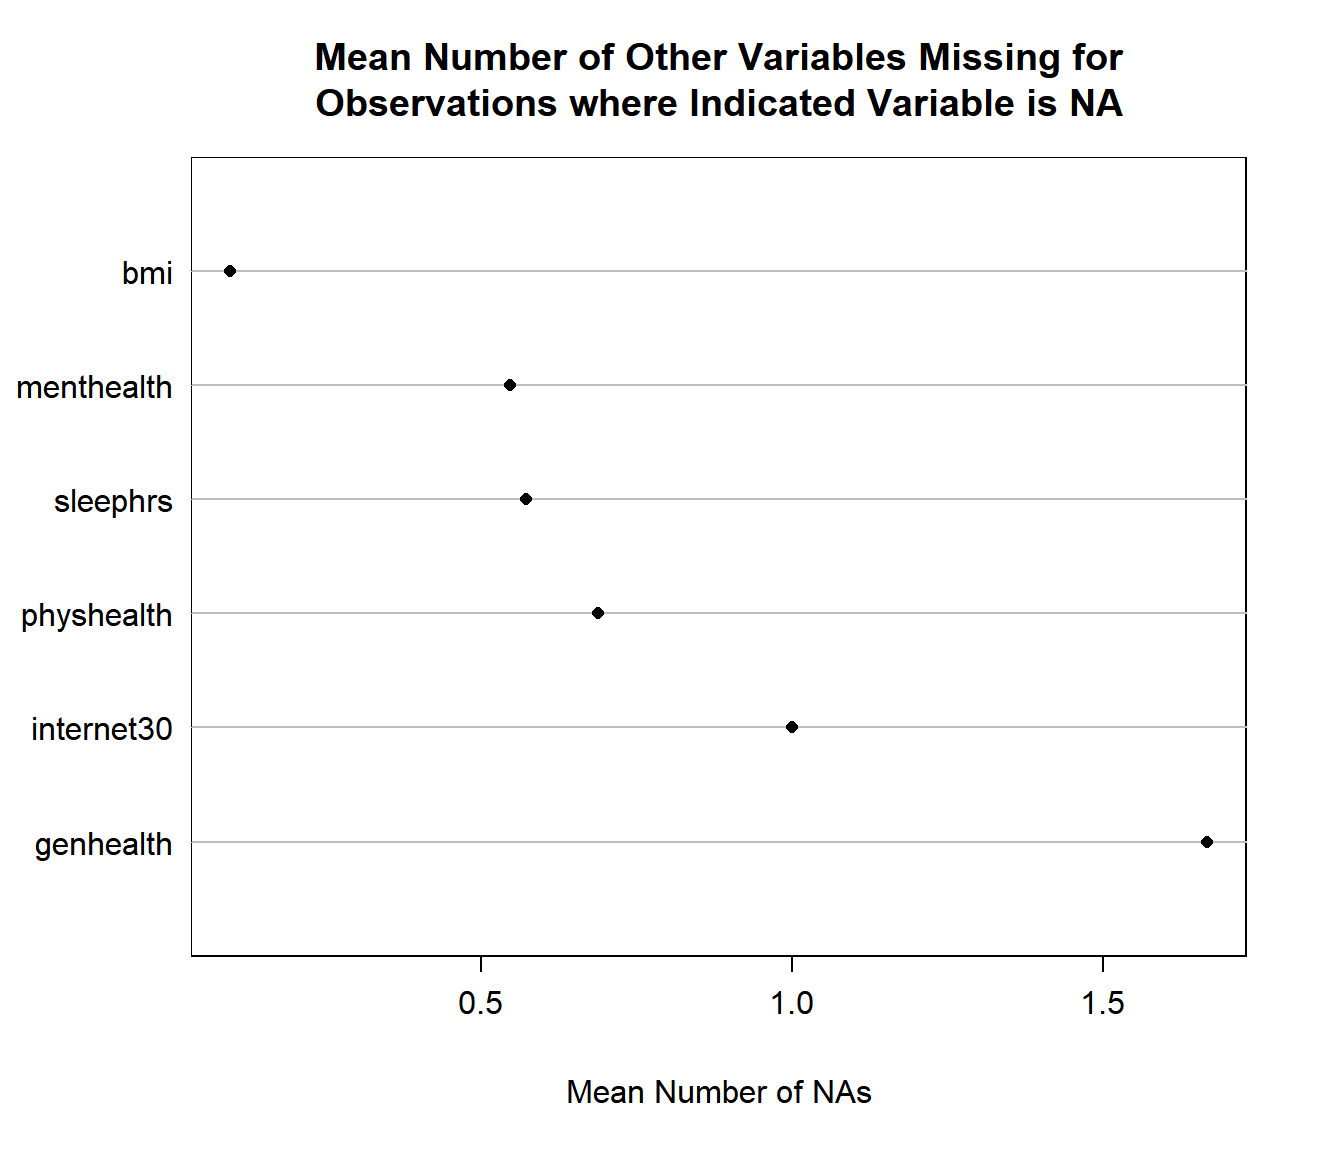 Mean Number of Other Variables Missing for
Observations where Indicated Variable is NA
bmi
menthealth
sleephrs
physhealth
internet30
genhealth
0.5 1.0 1.5
Mean Number of NAs